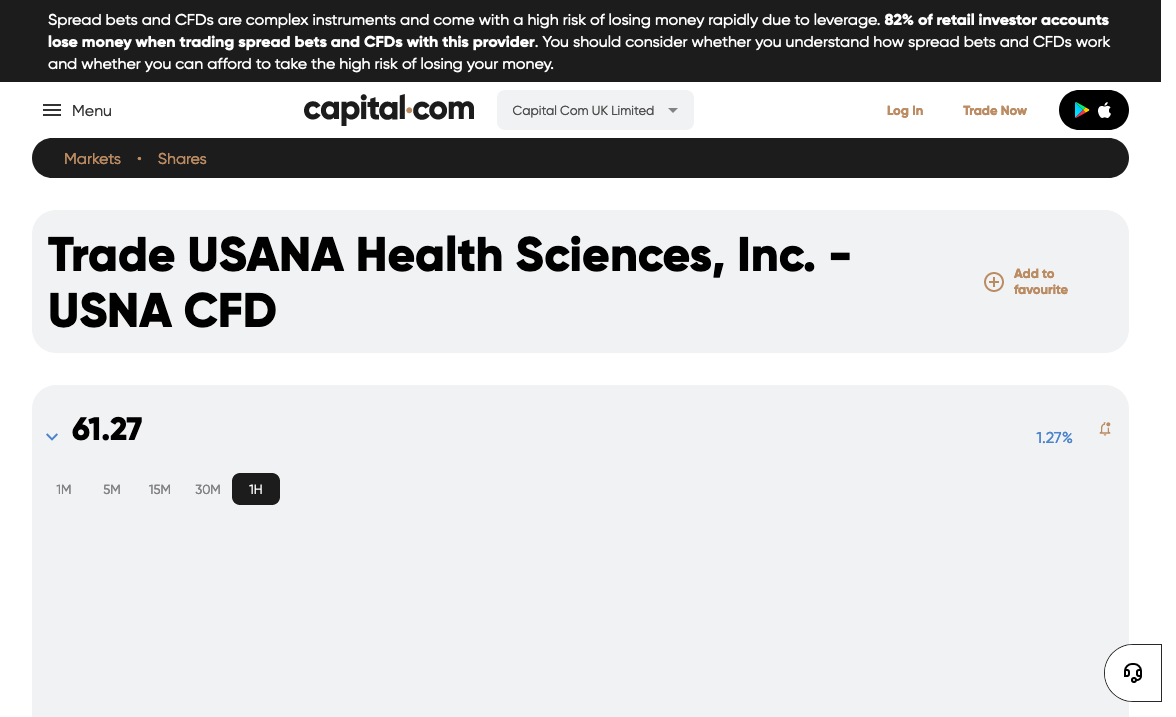 Spread bets and CFDs are complex instruments and come with a high risk of losing money rapidly due to leverage. 82% of retail investor accounts
lose money when trading spread bets and CFDs with this provider. You should consider whether you understand how spread bets and CFDs work
and whether you can afford to take the high risk of losing your money.
Menu
capital.com
Capital Com UK Limited
Log In
Trade Now
Markets • Shares
Trade USANA Health Sciences, Inc. -
USNA CFD
Add to
favourite
61.27
1.27%
1M 5M 15M 30M 1H